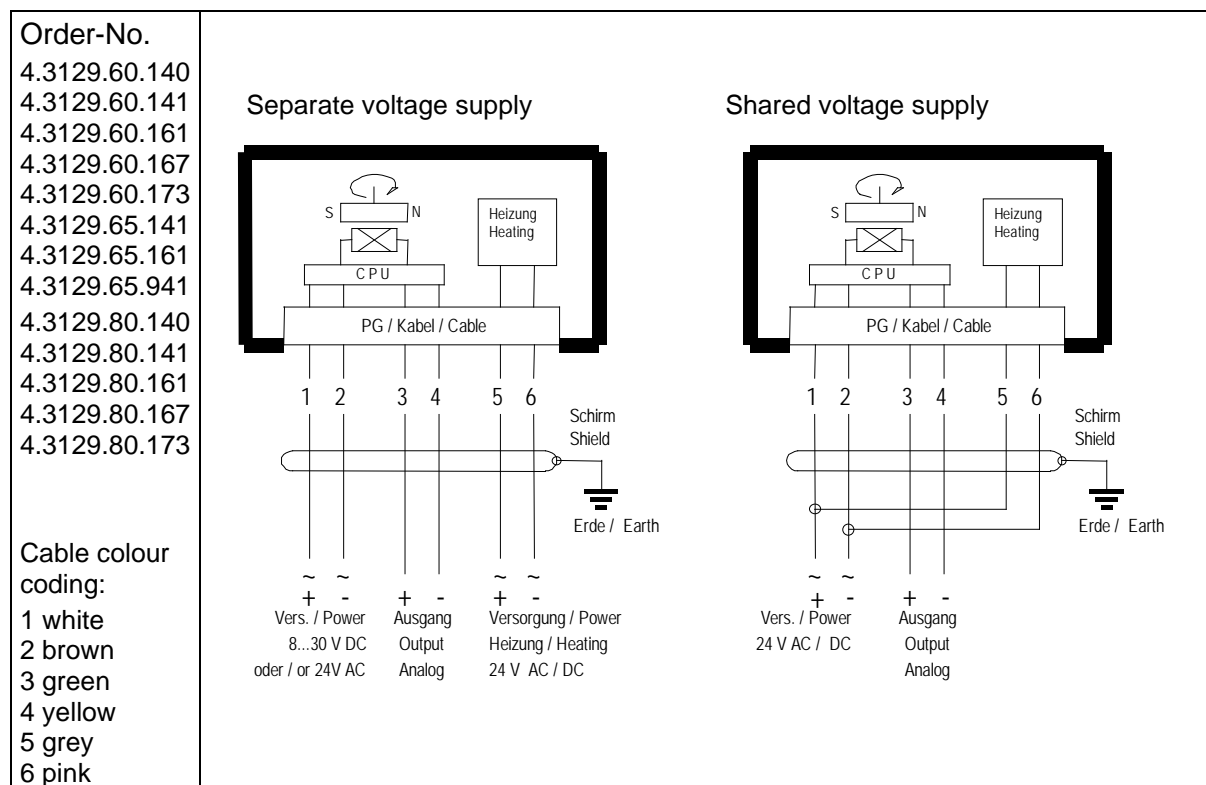 Order-No.
4.3129.60.140
4.3129.60.141
4.3129.60.161
4.3129.60.167
4.3129.60.173
4.3129.65.141
4.3129.65.161
4.3129.65.941
4.3129.80.140
4.3129.80.141
4.3129.80.161
4.3129.80.167
4.3129.80.173
Cable colour
coding:
1 white
2 brown
3 green
4 yellow
5 grey
6 pink
Separate voltage supply
S N
Heizung
Heating
CPU
PG / Kabel / Cable
1 2 3 4 5 6
Schirm
Shield
Erde / Earth
~ ~ ~ ~
+ - + - + -
Vers. / Power Ausgang Versorgung / Power
8...30 V DC Output Heizung / Heating
oder / or 24V AC Analog 24 V AC / DC
Shared voltage supply
S N
Heizung
Heating
CPU
PG / Kabel / Cable
1 2 3 4 5 6
Schirm
Shield
Erde / Earth
~ ~
+ - + -
Vers. / Power Ausgang
24 V AC / DC Output
Analog